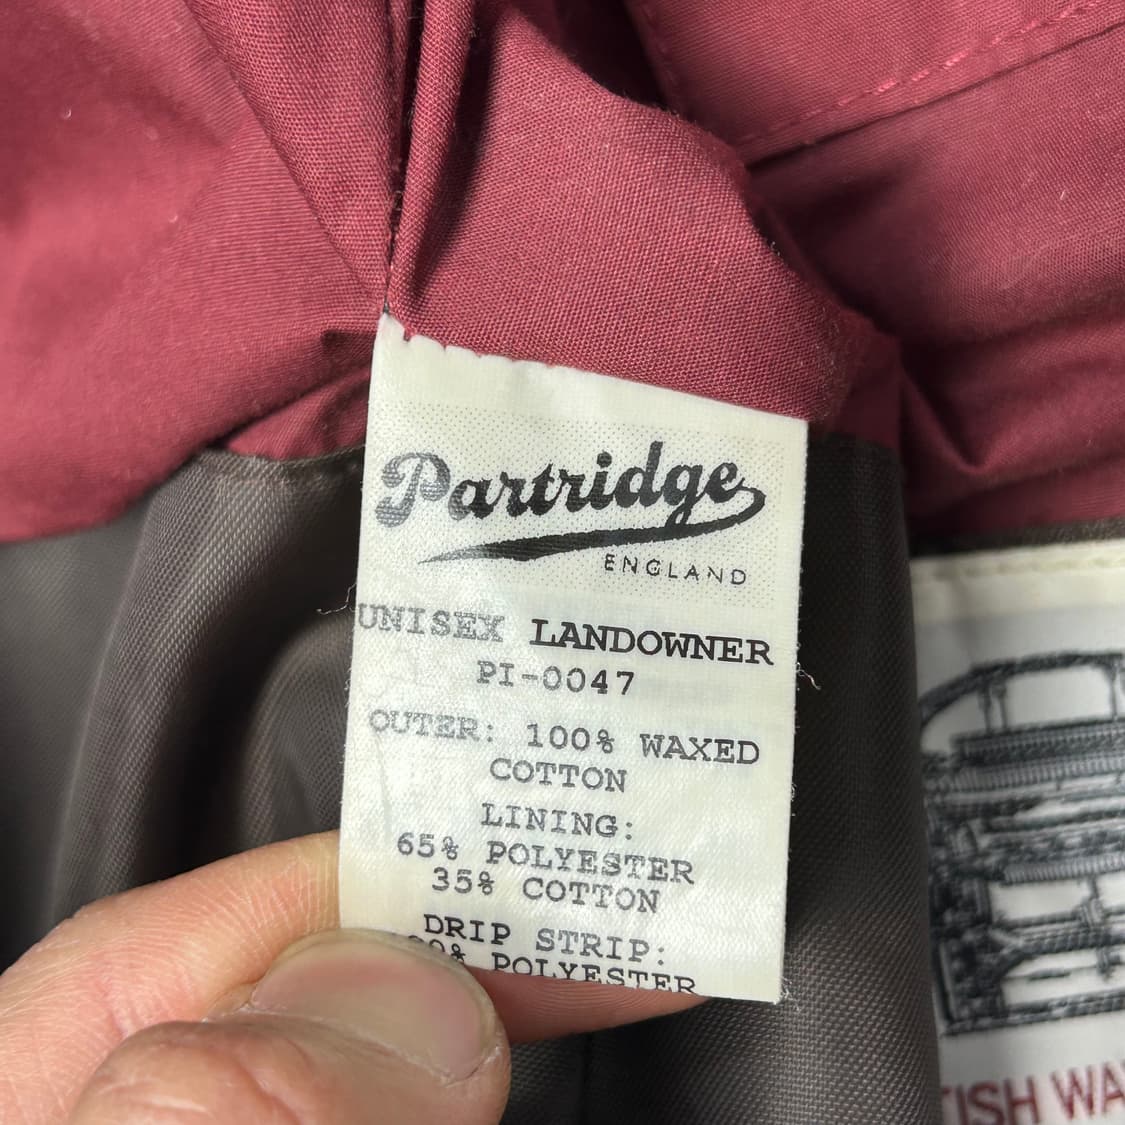 Partridge
ENGLAND
UNISEX LANDOWNER
PI-0047
OUTER: 100% WAXED
COTTON
LINING:
65% POLYESTER
35% COTTON
DRIP STRIP:
POLYESTER
TISH WA